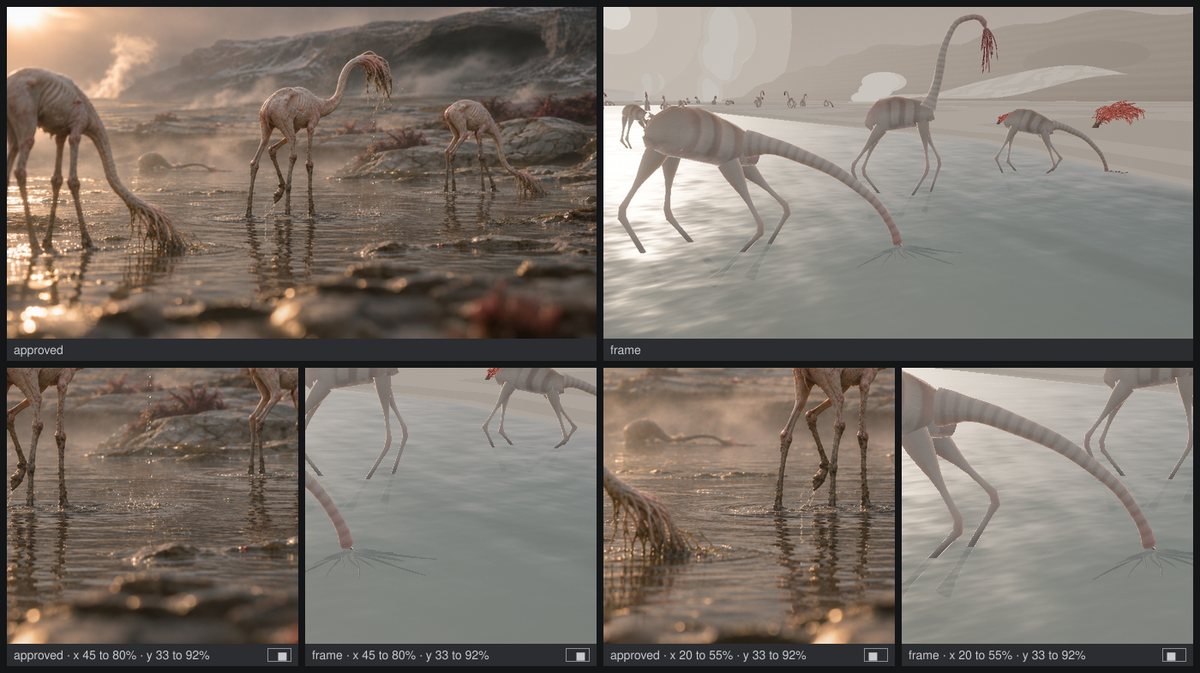 approved
frame
approved · x 45 to 80% · y 33 to 92%
frame · x 45 to 80% · y 33 to 92%
approved · x 20 to 55% · y 33 to 92%
frame · x 20 to 55% · y 33 to 92%